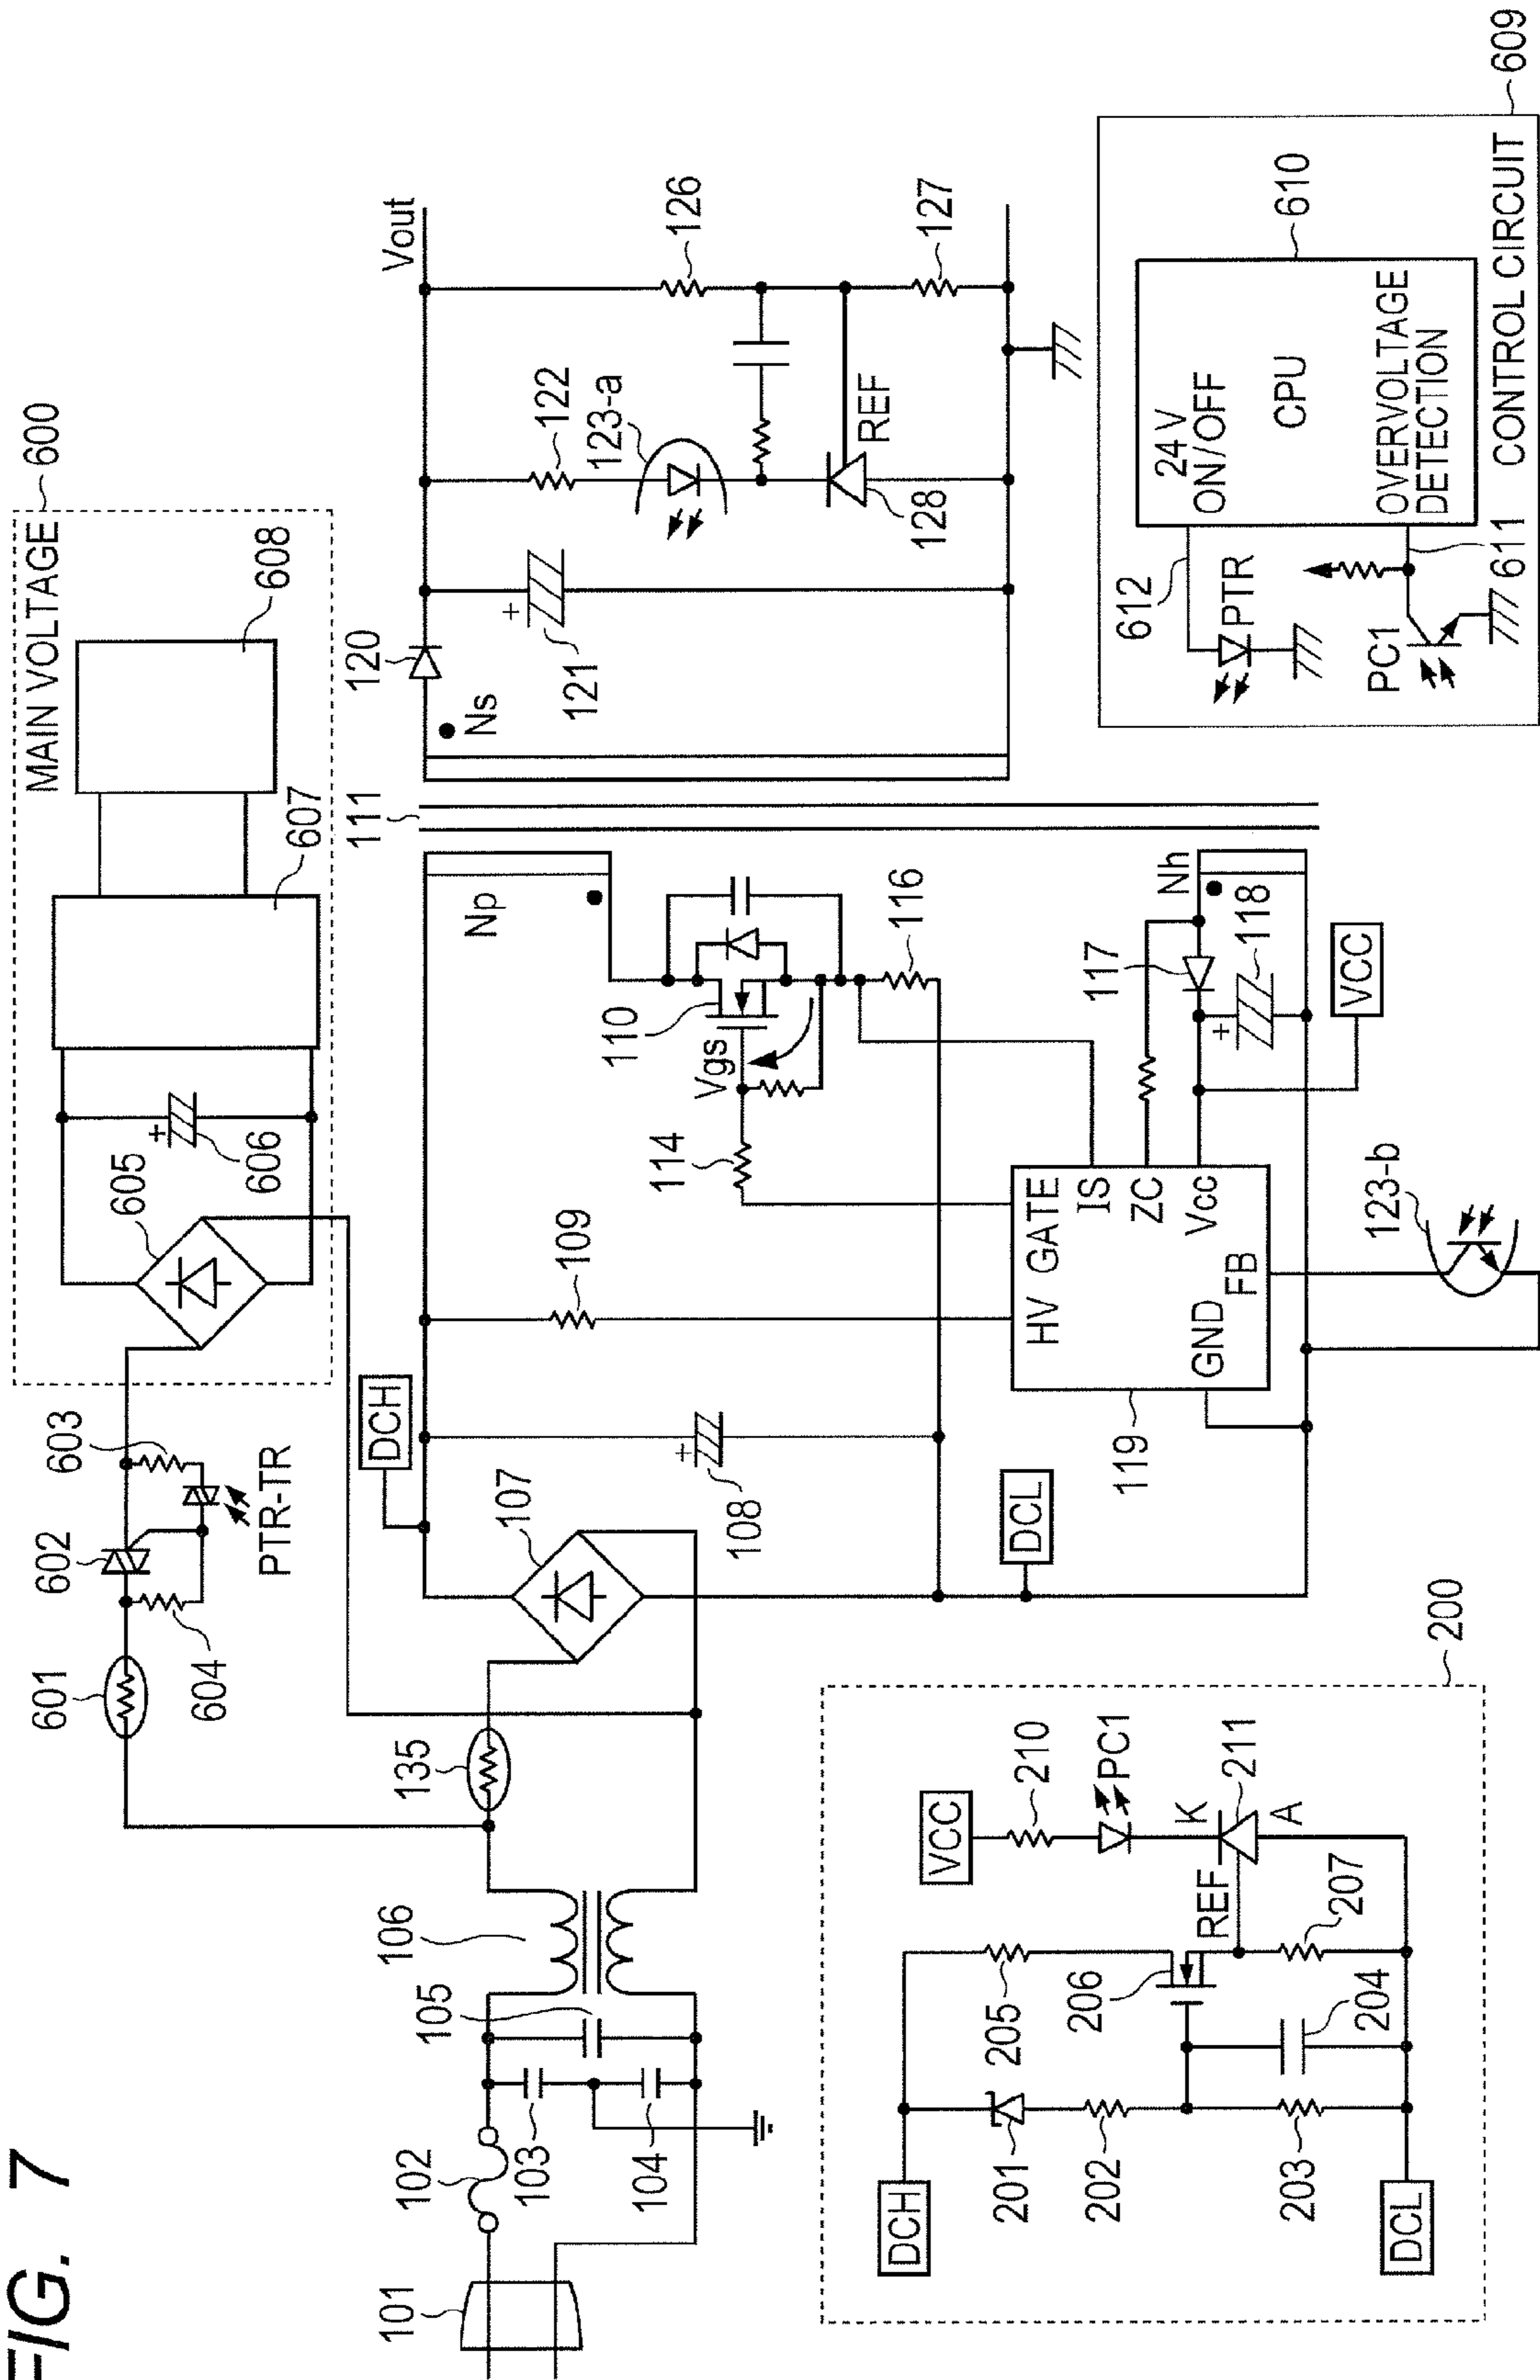 FIG. 7
MAIN VOLTAGE
600
608
607
606
605
603
602
601
604
PTR-TR
101
102
103
104
105
106
135
107
DCH
108
109
DCL
119
HV GATE
IS
ZC
Vcc
GND
FB
114
Vgs
110
116
117
118
Np
Nh
111
VCC
123-b
Ns
120
121
Vout
122
123-a
126
127
REF
128
200
DCH
DCL
201
202
203
204
205
206
207
REF
VCC
210
PC1
K
A
211
612
PTR
PC1
611
24 V
ON/OFF
CPU
OVERVOLTAGE
DETECTION
610
CONTROL CIRCUIT
609